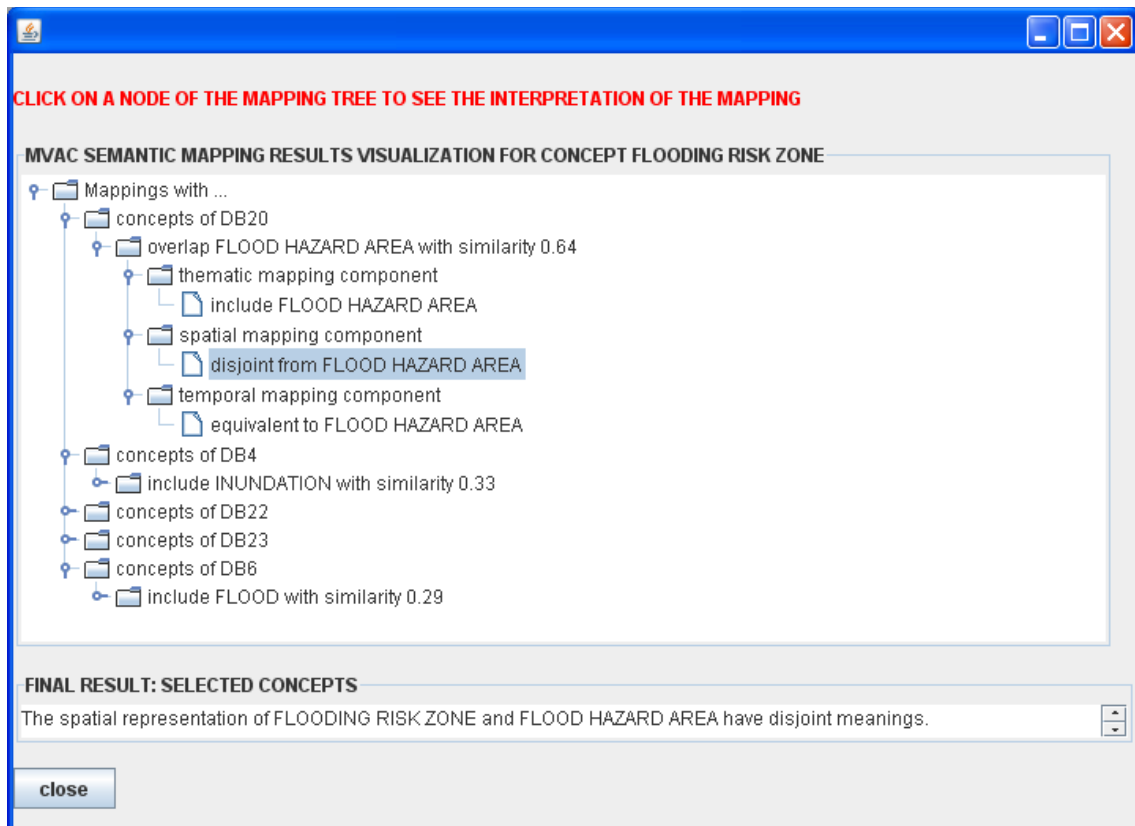 CLICK ON A NODE OF THE MAPPING TREE TO SEE THE INTERPRETATION OF THE MAPPING
MVAC SEMANTIC MAPPING RESULTS VISUALIZATION FOR CONCEPT FLOODING RISK ZONE
Mappings with ...
concepts of DB20
overlap FLOOD HAZARD AREA with similarity 0.64
thematic mapping component
include FLOOD HAZARD AREA
spatial mapping component
disjoint from FLOOD HAZARD AREA
temporal mapping component
equivalent to FLOOD HAZARD AREA
concepts of DB4
include INUNDATION with similarity 0.33
concepts of DB22
concepts of DB23
concepts of DB6
include FLOOD with similarity 0.29
FINAL RESULT: SELECTED CONCEPTS
The spatial representation of FLOODING RISK ZONE and FLOOD HAZARD AREA have disjoint meanings.
close